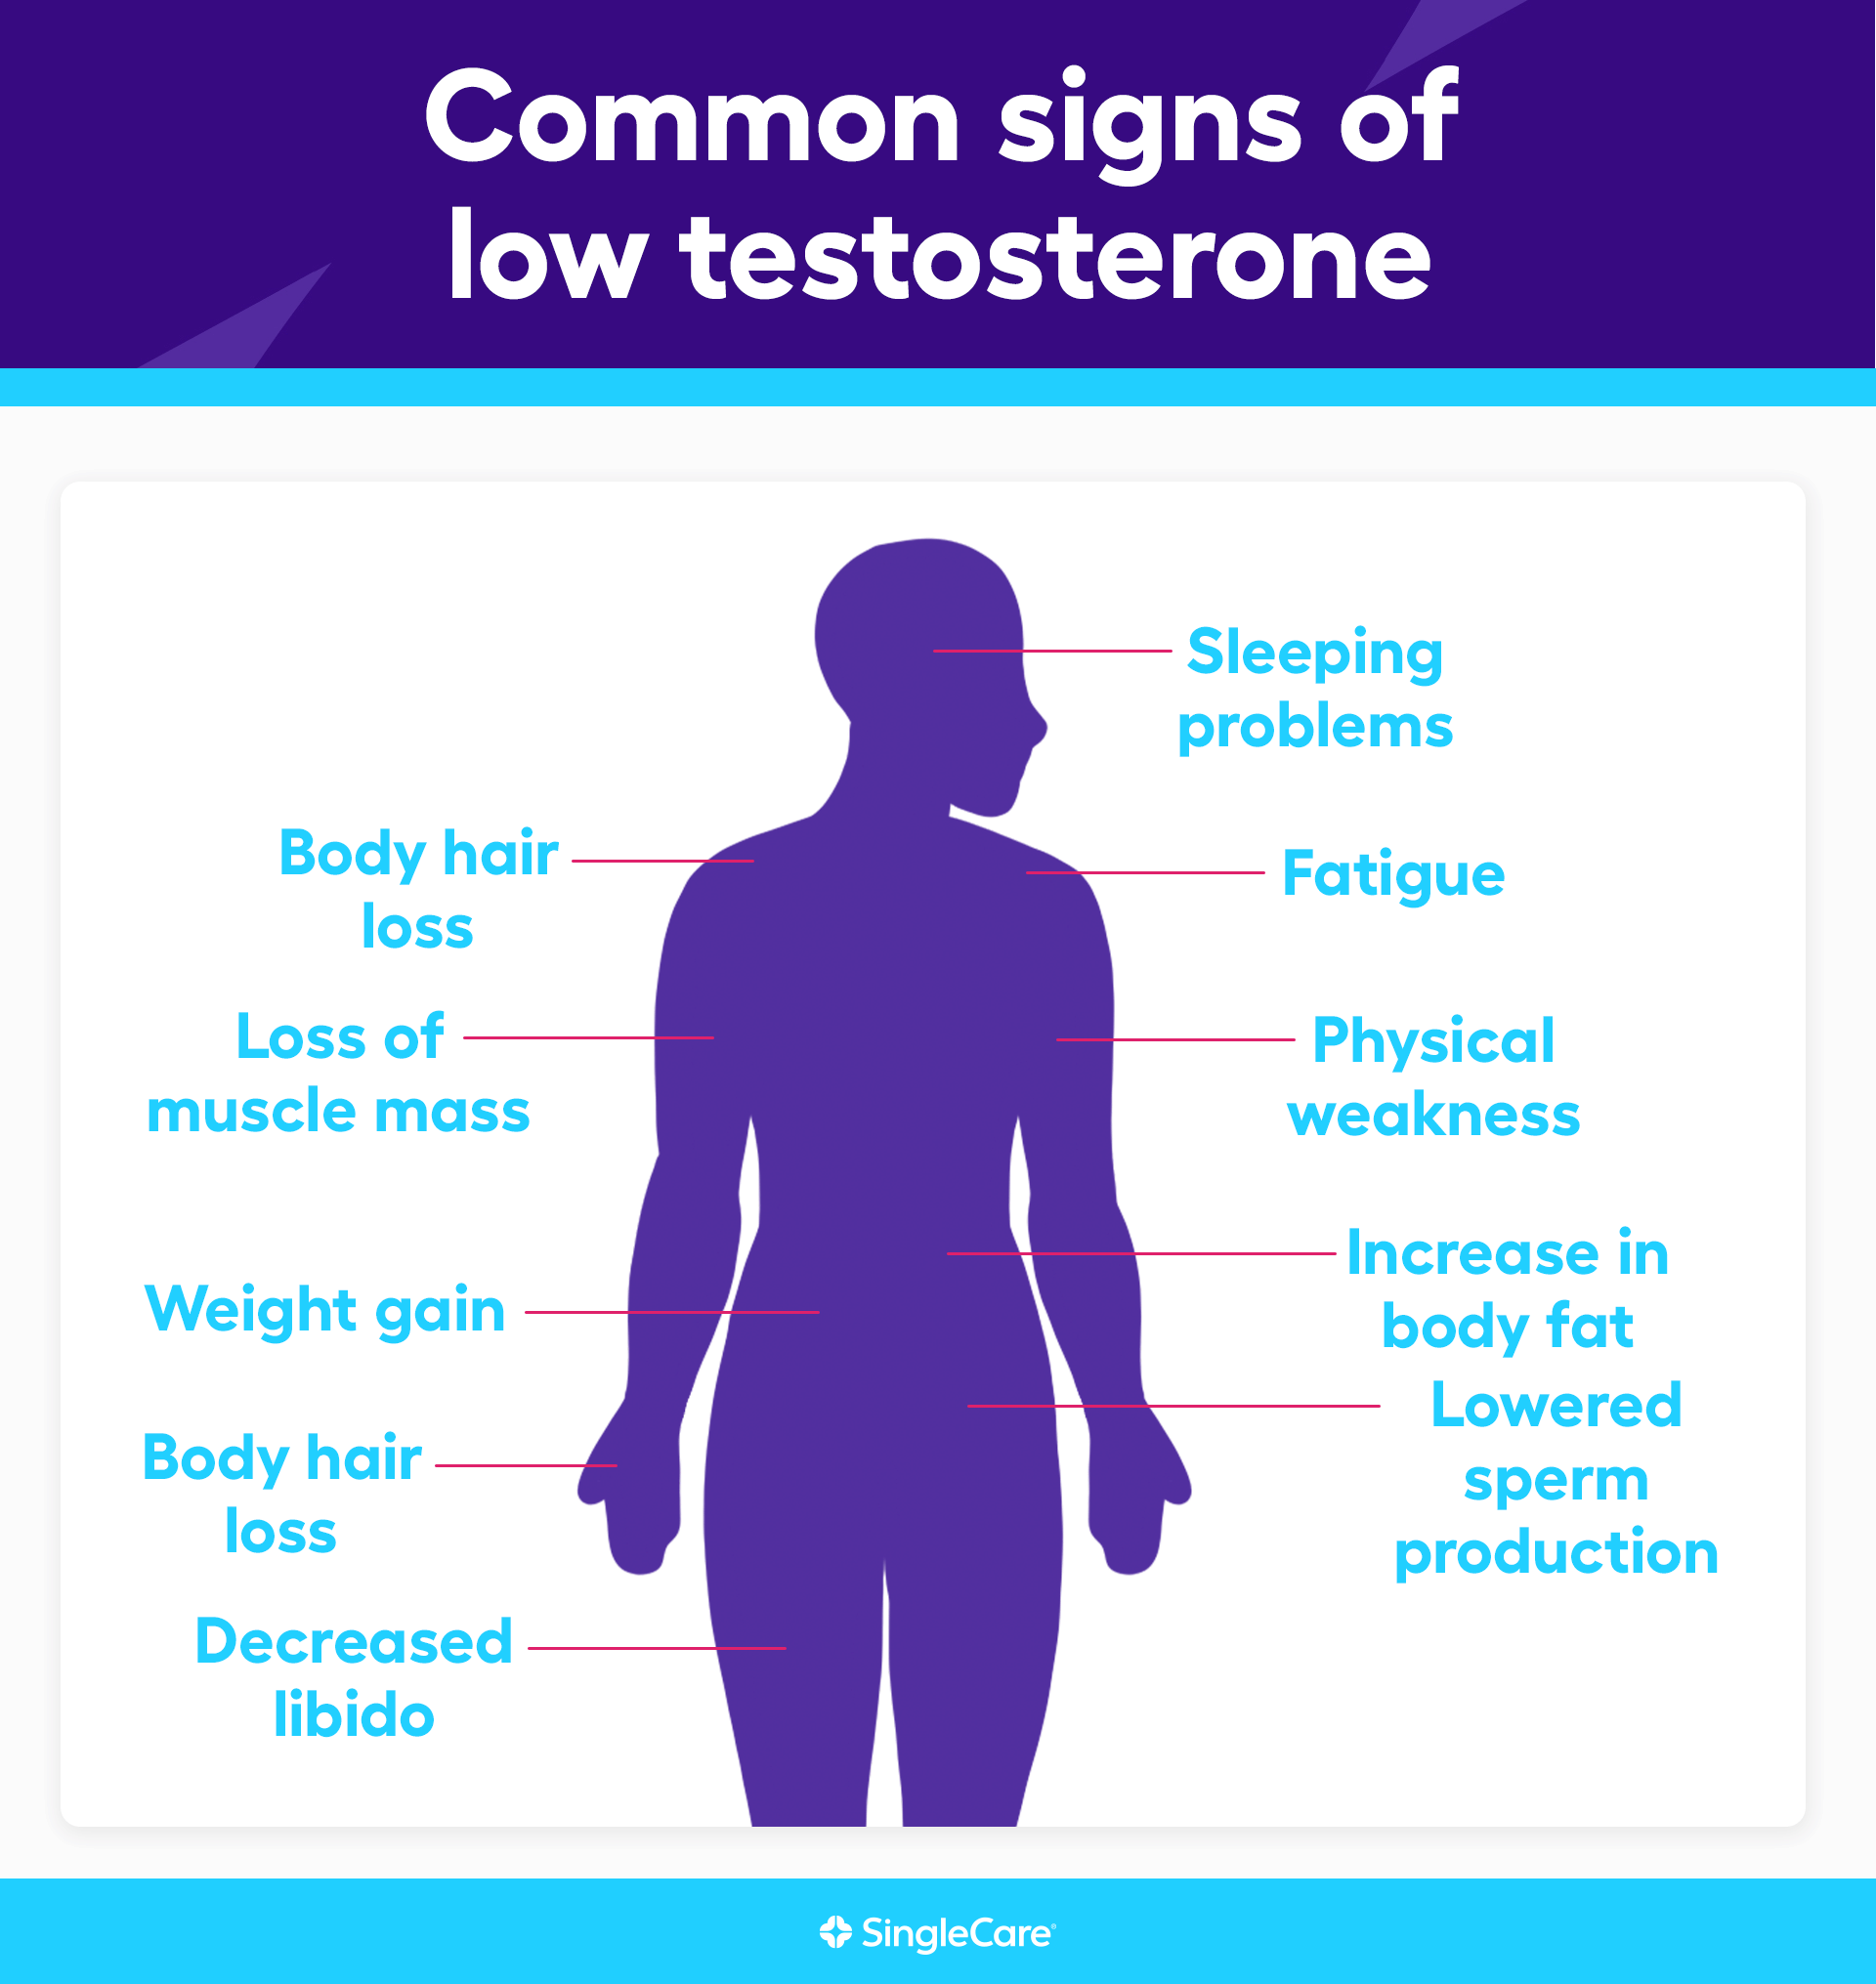 Common signs of
low testosterone
Sleeping
problems
Body hair
loss
Fatigue
Loss of
muscle mass
Physical
weakness
Increase in
body fat
Weight gain
Lowered
sperm
production
Body hair
loss
Decreased
libido
SingleCare®